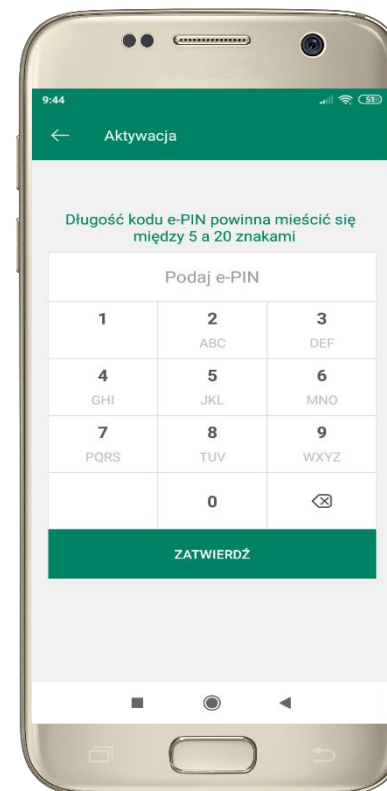 9:44
51
Aktywacja
Długość kodu e-PIN powinna mieścić się
między 5 a 20 znakami
Podaj e-PIN
1 2 3
ABC DEF
4 5 6
GHI JKL MNO
7 8 9
PQRS TUV WXYZ
0
ZATWIERDŹ